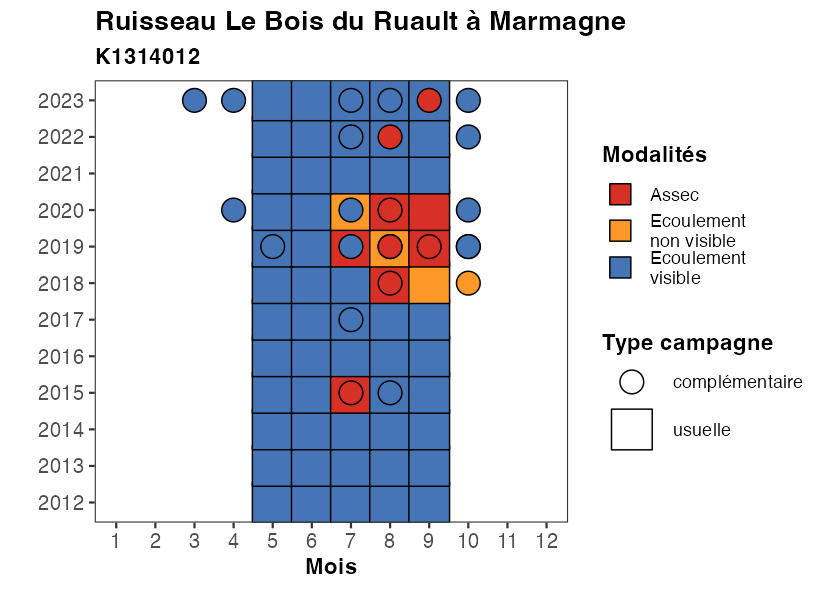 Ruisseau Le Bois du Ruault à Marmagne
K1314012
2023
2022
2021
2020
2019
2018
2017
2016
2015
2014
2013
2012
1 2 3 4 5 6 7 8 9 10 11 12
Mois
Modalités
Assec
Ecoulement
non visible
Ecoulement
visible
Type campagne
complémentaire
usuelle